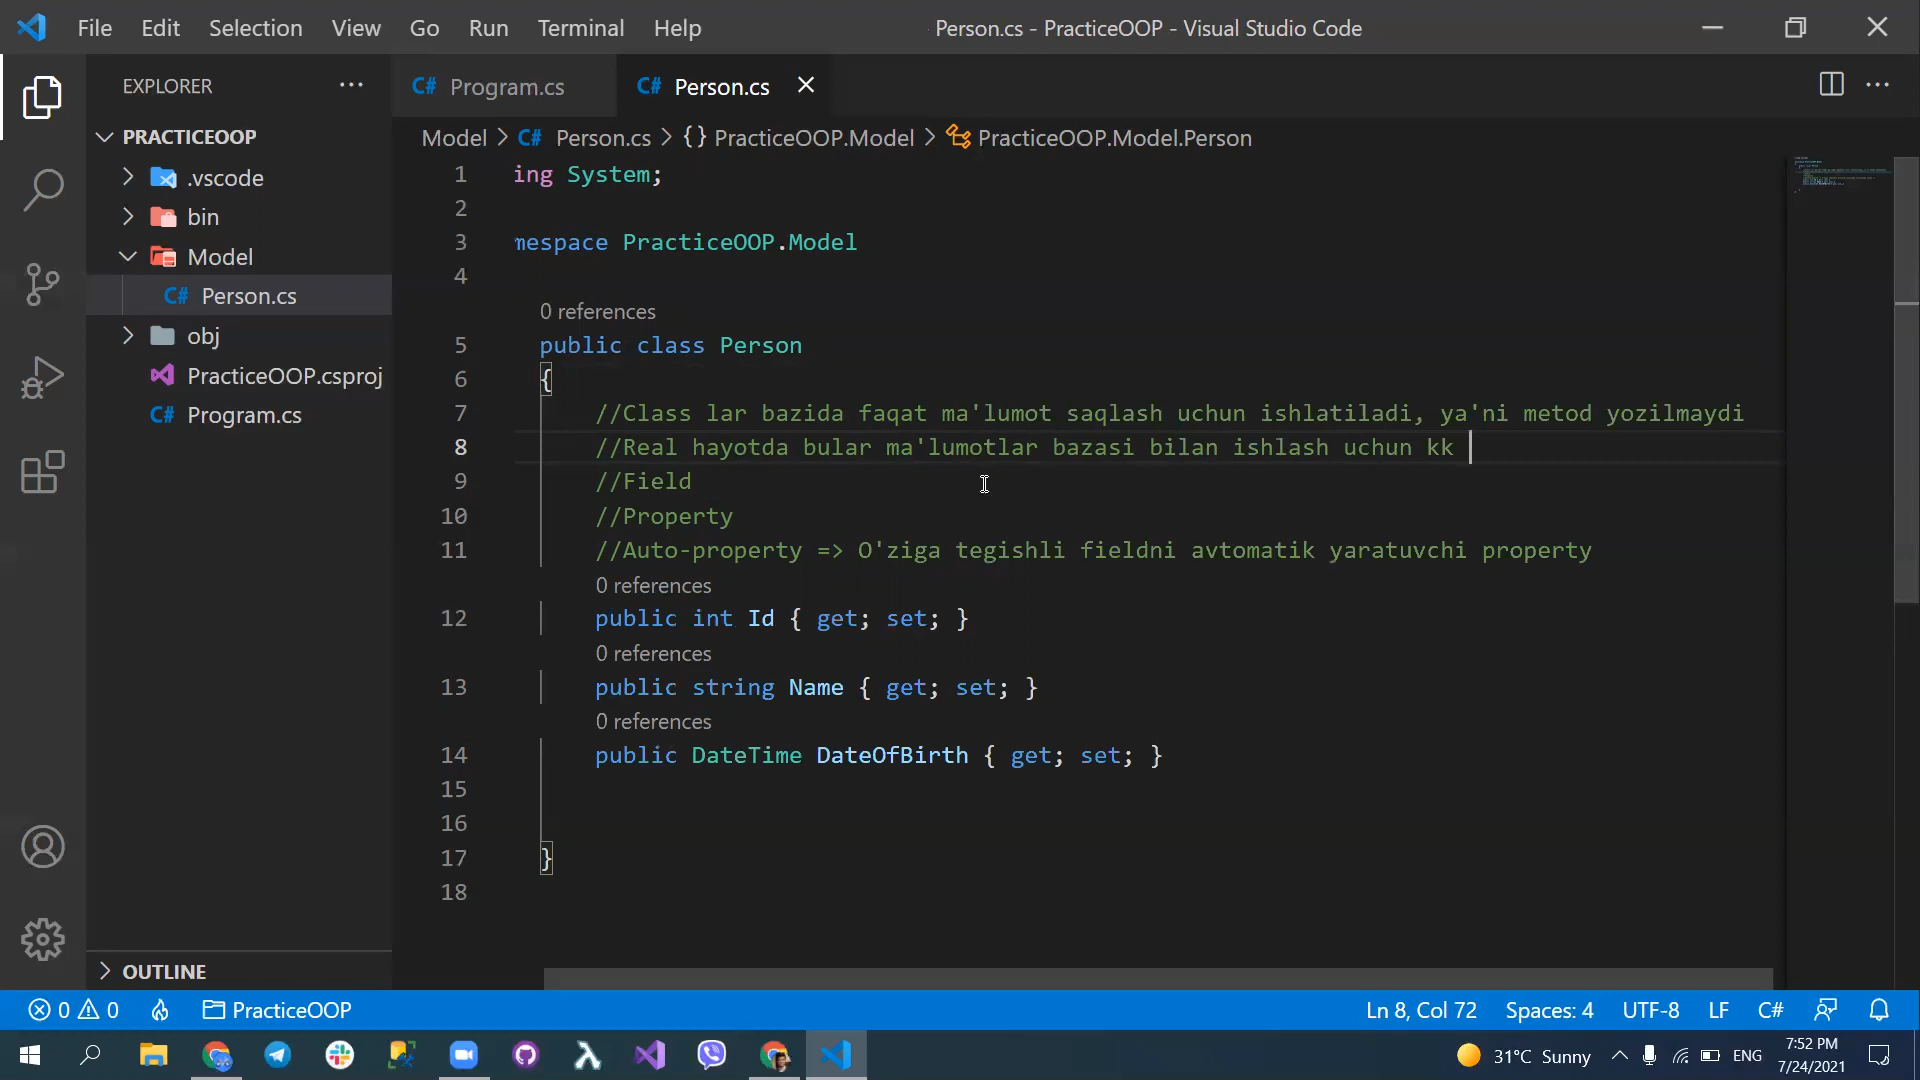 File Edit Selection View Go Run Terminal Help
Person.cs - PracticeOOP - Visual Studio Code
EXPLORER
C# Program.cs
C# Person.cs
PRACTICEOOP
.vscode
bin
Model
C# Person.cs
obj
PracticeOOP.csproj
C# Program.cs
OUTLINE
Model > C# Person.cs > {} PracticeOOP.Model > PracticeOOP.Model.Person
1 ing System;
2
3 mespace PracticeOOP.Model
4
0 references
5 public class Person
6 {
7 //Class lar bazida faqat ma'lumot saqlash uchun ishlatiladi, ya'ni metod yozilmaydi
8 //Real hayotda bular ma'lumotlar bazasi bilan ishlash uchun kk
9 //Field
10 //Property
11 //Auto-property => O'ziga tegishli fieldni avtomatik yaratuvchi property
0 references
12 public int Id { get; set; }
0 references
13 public string Name { get; set; }
0 references
14 public DateTime DateOfBirth { get; set; }
15
16
17 }
18
0 0 PracticeOOP
Ln 8, Col 72 Spaces: 4 UTF-8 LF C#
31°C Sunny ENG
7:52 PM
7/24/2021